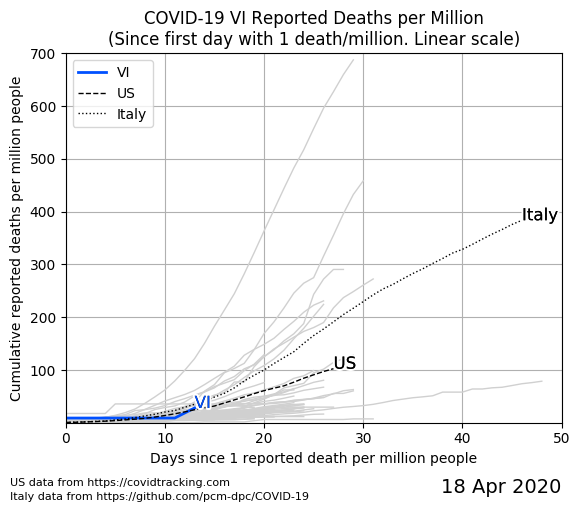 COVID-19 VI Reported Deaths per Million
(Since first day with 1 death/million. Linear scale)
Cumulative reported deaths per million people
700
600
500
400
300
200
100
VI
US
Italy
Italy
US
VI
0
10
20
30
40
50
Days since 1 reported death per million people
US data from https://covidtracking.com
Italy data from https://github.com/pcm-dpc/COVID-19
18 Apr 2020